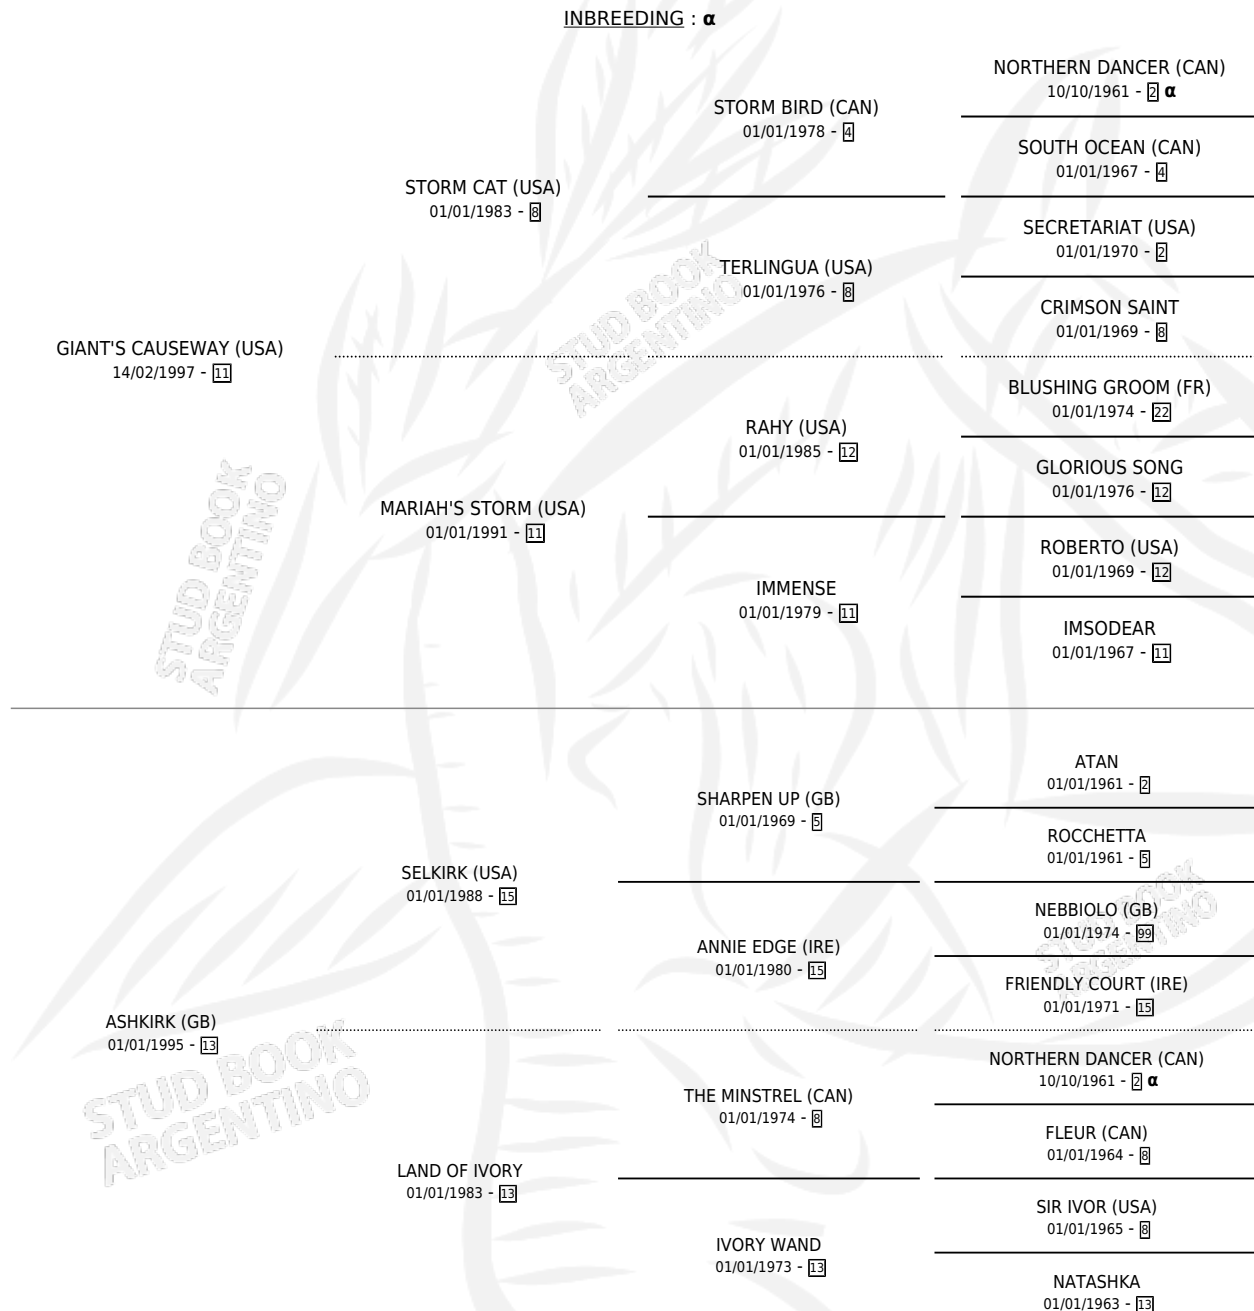 INBREEDING : α
NORTHERN DANCER (CAN)
10/10/1961 - 2 α
STORM BIRD (CAN)
01/01/1978 - 4
SOUTH OCEAN (CAN)
01/01/1967 - 4
STORM CAT (USA)
01/01/1983 - 8
SECRETARIAT (USA)
01/01/1970 - 2
TERLINGUA (USA)
01/01/1976 - 8
CRIMSON SAINT
01/01/1969 - 8
GIANT'S CAUSEWAY (USA)
14/02/1997 - 11
BLUSHING GROOM (FR)
01/01/1974 - 22
RAHY (USA)
01/01/1985 - 12
GLORIOUS SONG
01/01/1976 - 12
MARIAH'S STORM (USA)
01/01/1991 - 11
ROBERTO (USA)
01/01/1969 - 12
IMMENSE
01/01/1979 - 11
IMSODEAR
01/01/1967 - 11
ATAN
01/01/1961 - 2
SHARPEN UP (GB)
01/01/1969 - 5
ROCCHETTA
01/01/1961 - 5
SELKIRK (USA)
01/01/1988 - 15
NEBBIOLO (GB)
01/01/1974 - 99
ANNIE EDGE (IRE)
01/01/1980 - 15
FRIENDLY COURT (IRE)
01/01/1971 - 15
ASHKIRK (GB)
01/01/1995 - 13
NORTHERN DANCER (CAN)
10/10/1961 - 2 α
THE MINSTREL (CAN)
01/01/1974 - 8
FLEUR (CAN)
01/01/1964 - 8
LAND OF IVORY
01/01/1983 - 13
SIR IVOR (USA)
01/01/1965 - 8
IVORY WAND
01/01/1973 - 13
NATASHKA
01/01/1963 - 13
STUD BOOK
ARGENTINO
STUD BOOK
ARGENTINO
STUD BOOK
ARGENTINO
STUD BOOK
ARGENTINO